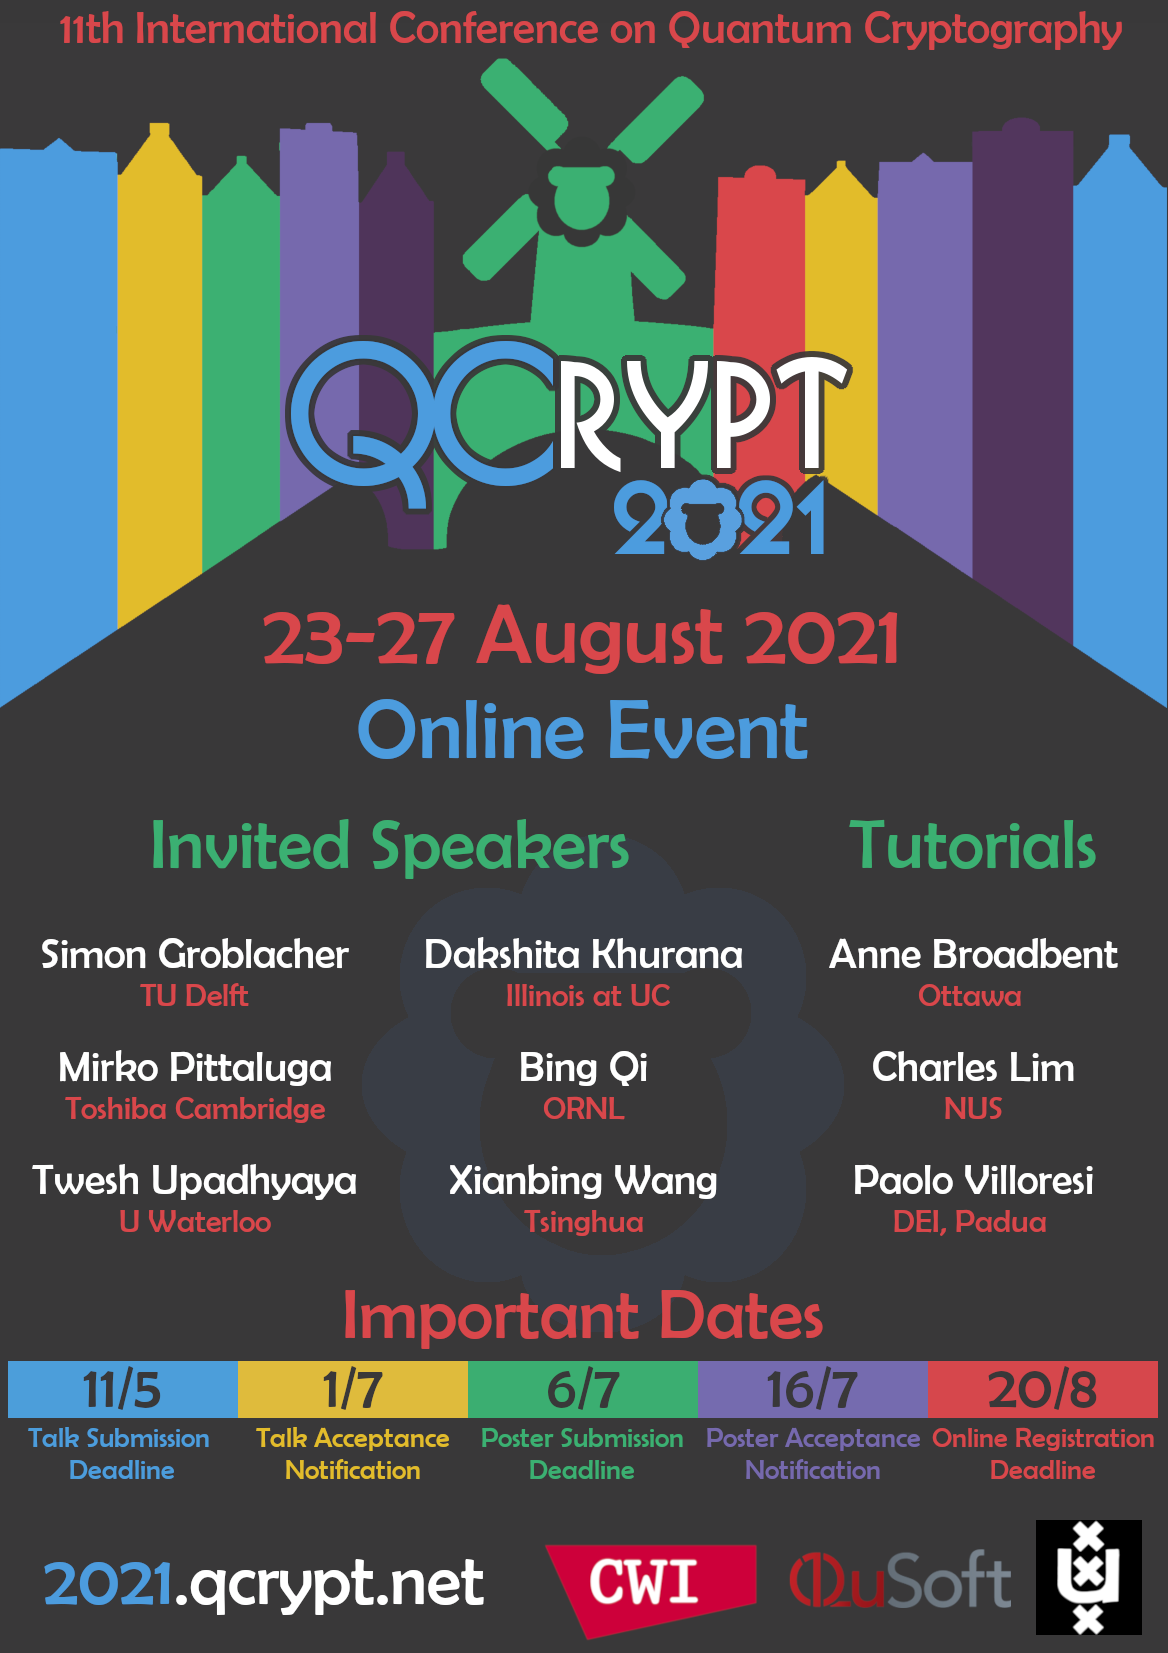 11th International Conference on Quantum Cryptography
QCRYPT
2021
23-27 August 2021
Online Event
Invited Speakers
Simon Groblacher
TU Delft
Dakshita Khurana
Illinois at UC
Mirko Pittaluga
Toshiba Cambridge
Bing Qi
ORNL
Twesh Upadhyaya
U Waterloo
Xianbing Wang
Tsinghua
Tutorials
Anne Broadbent
Ottawa
Charles Lim
NUS
Paolo Villoresi
DEI, Padua
Important Dates
11/5
Talk Submission
Deadline
1/7
Talk Acceptance
Notification
6/7
Poster Submission
Deadline
16/7
Poster Acceptance
Notification
20/8
Online Registration
Deadline
2021.qcrypt.net
CWI
QuSoft
U